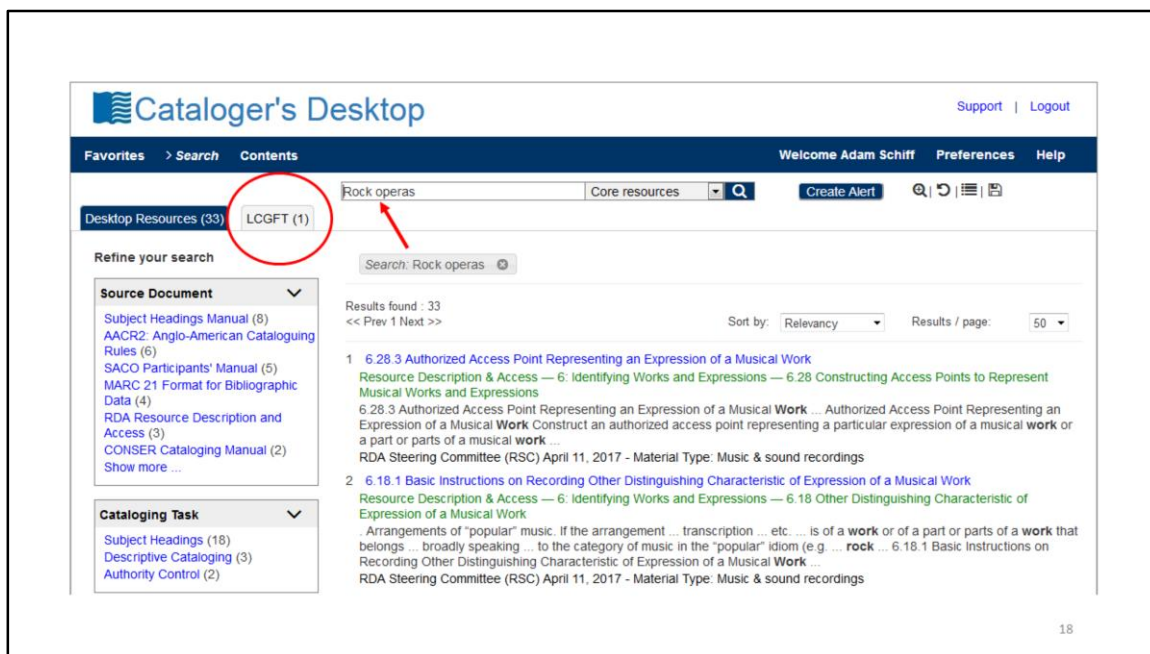 Cataloger's Desktop
Support | Logout
Favorites > Search Contents
Welcome Adam Schiff Preferences Help
Rock operas Core resources Create Alert
Desktop Resources (33) LCGFT (1)
Refine your search
Search: Rock operas
Source Document
Subject Headings Manual (8)
AACR2: Anglo-American Cataloguing
Rules (6)
SACO Participants' Manual (5)
MARC 21 Format for Bibliographic
Data (4)
RDA Resource Description and
Access (3)
CONSER Cataloging Manual (2)
Show more ...
Cataloging Task
Subject Headings (18)
Descriptive Cataloging (3)
Authority Control (2)
Results found : 33
<< Prev 1 Next >>
Sort by: Relevancy Results / page: 50
1 6.28.3 Authorized Access Point Representing an Expression of a Musical Work
Resource Description & Access — 6: Identifying Works and Expressions — 6.28 Constructing Access Points to Represent
Musical Works and Expressions
6.28.3 Authorized Access Point Representing an Expression of a Musical Work ... Authorized Access Point Representing an
Expression of a Musical Work Construct an authorized access point representing a particular expression of a musical work or
a part or parts of a musical work ...
RDA Steering Committee (RSC) April 11, 2017 - Material Type: Music & sound recordings
2 6.18.1 Basic Instructions on Recording Other Distinguishing Characteristic of Expression of a Musical Work
Resource Description & Access — 6: Identifying Works and Expressions — 6.18 Other Distinguishing Characteristic of
Expression of a Musical Work
. Arrangements of “popular” music. If the arrangement ... transcription ... etc. ... is of a work or of a part or parts of a work that
belongs ... broadly speaking ... to the category of music in the “popular” idiom (e.g. ... rock ... 6.18.1 Basic Instructions on
Recording Other Distinguishing Characteristic of Expression of a Musical Work ...
RDA Steering Committee (RSC) April 11, 2017 - Material Type: Music & sound recordings
18